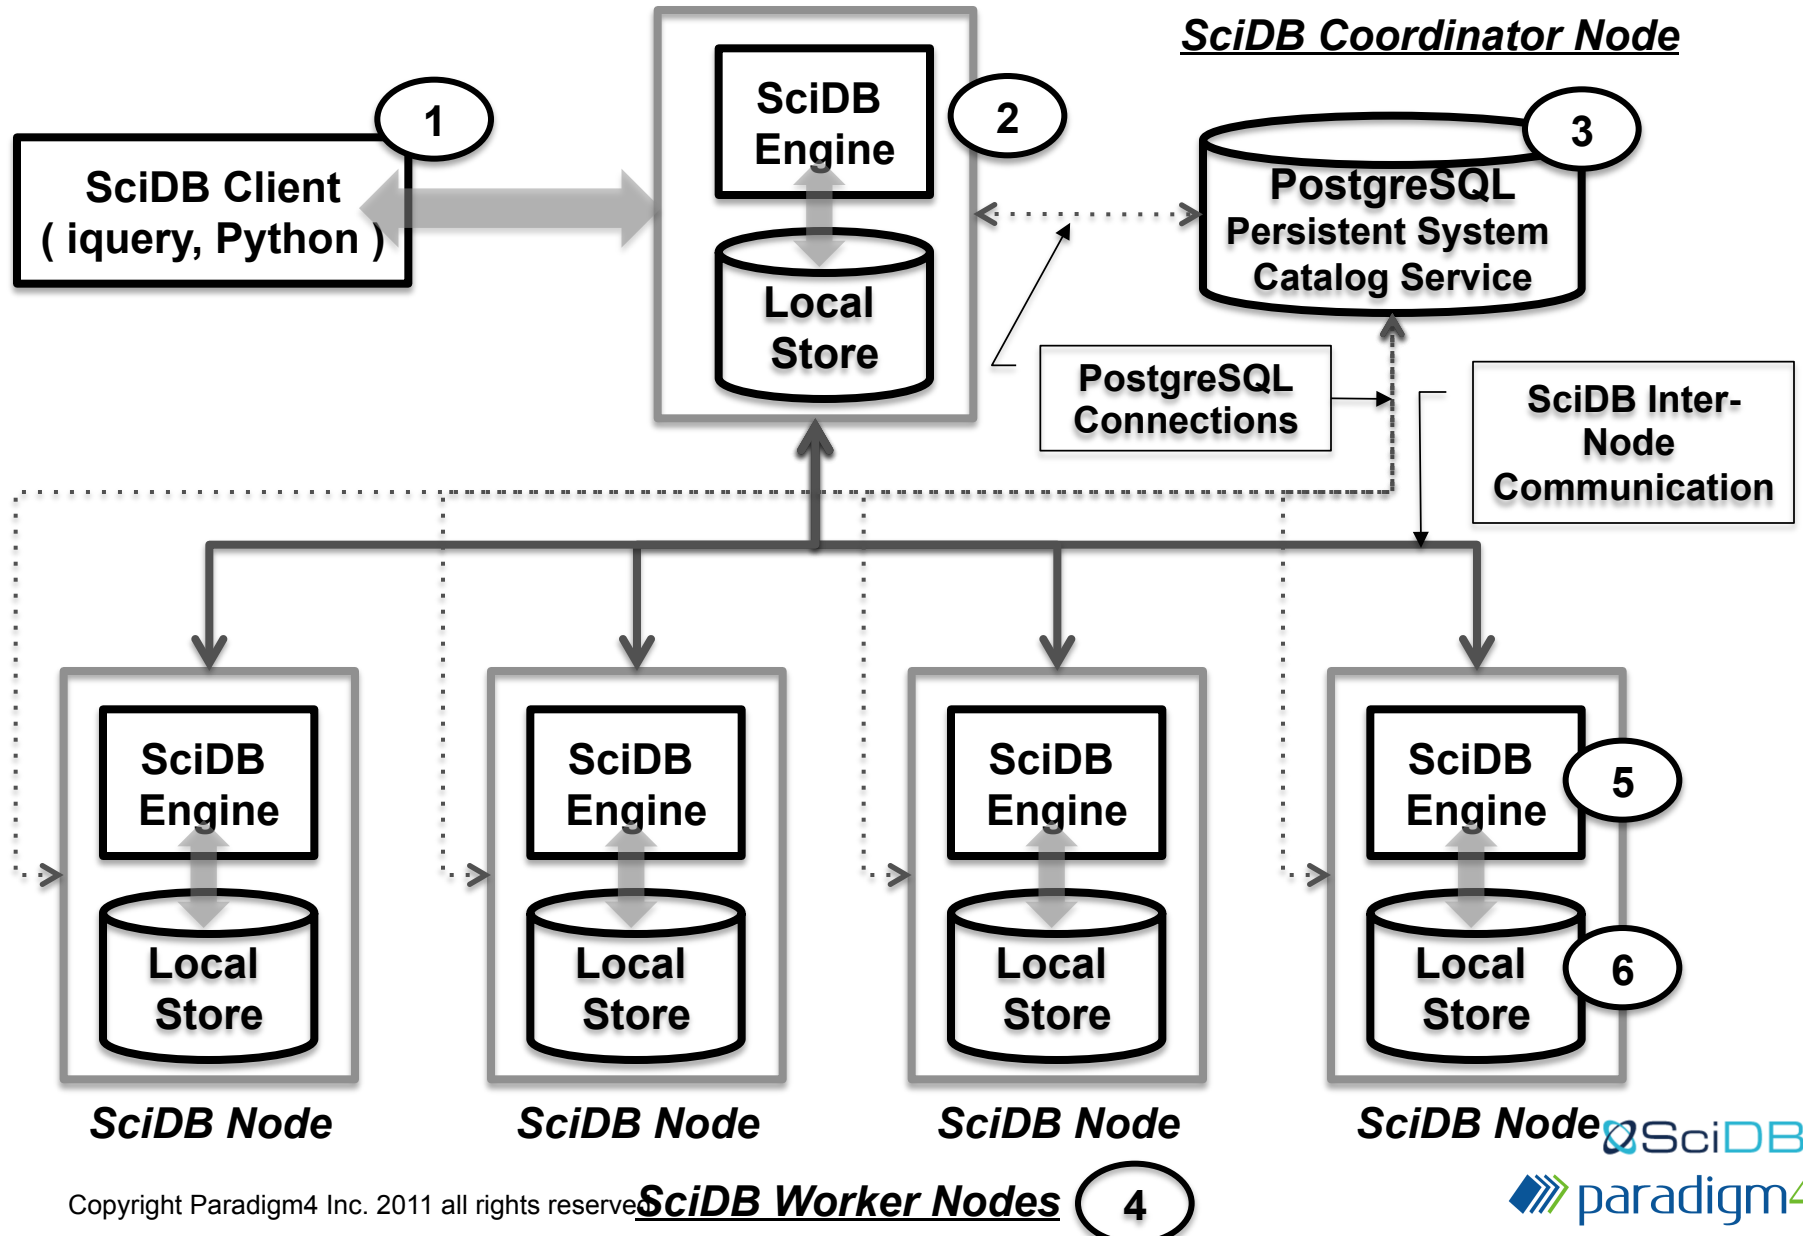 SciDB Coordinator Node
1
SciDB Client
( iquery, Python )
SciDB
Engine
2
Local
Store
3
PostgreSQL
Persistent System
Catalog Service
PostgreSQL
Connections
SciDB Inter-
Node
Communication
SciDB
Engine
Local
Store
SciDB Node
SciDB
Engine
Local
Store
SciDB Node
SciDB
Engine
Local
Store
SciDB Node
SciDB
Engine
5
Local
Store
6
SciDB Node
SciDB
Copyright Paradigm4 Inc. 2011 all rights reserved
SciDB Worker Nodes
4
paradigm4